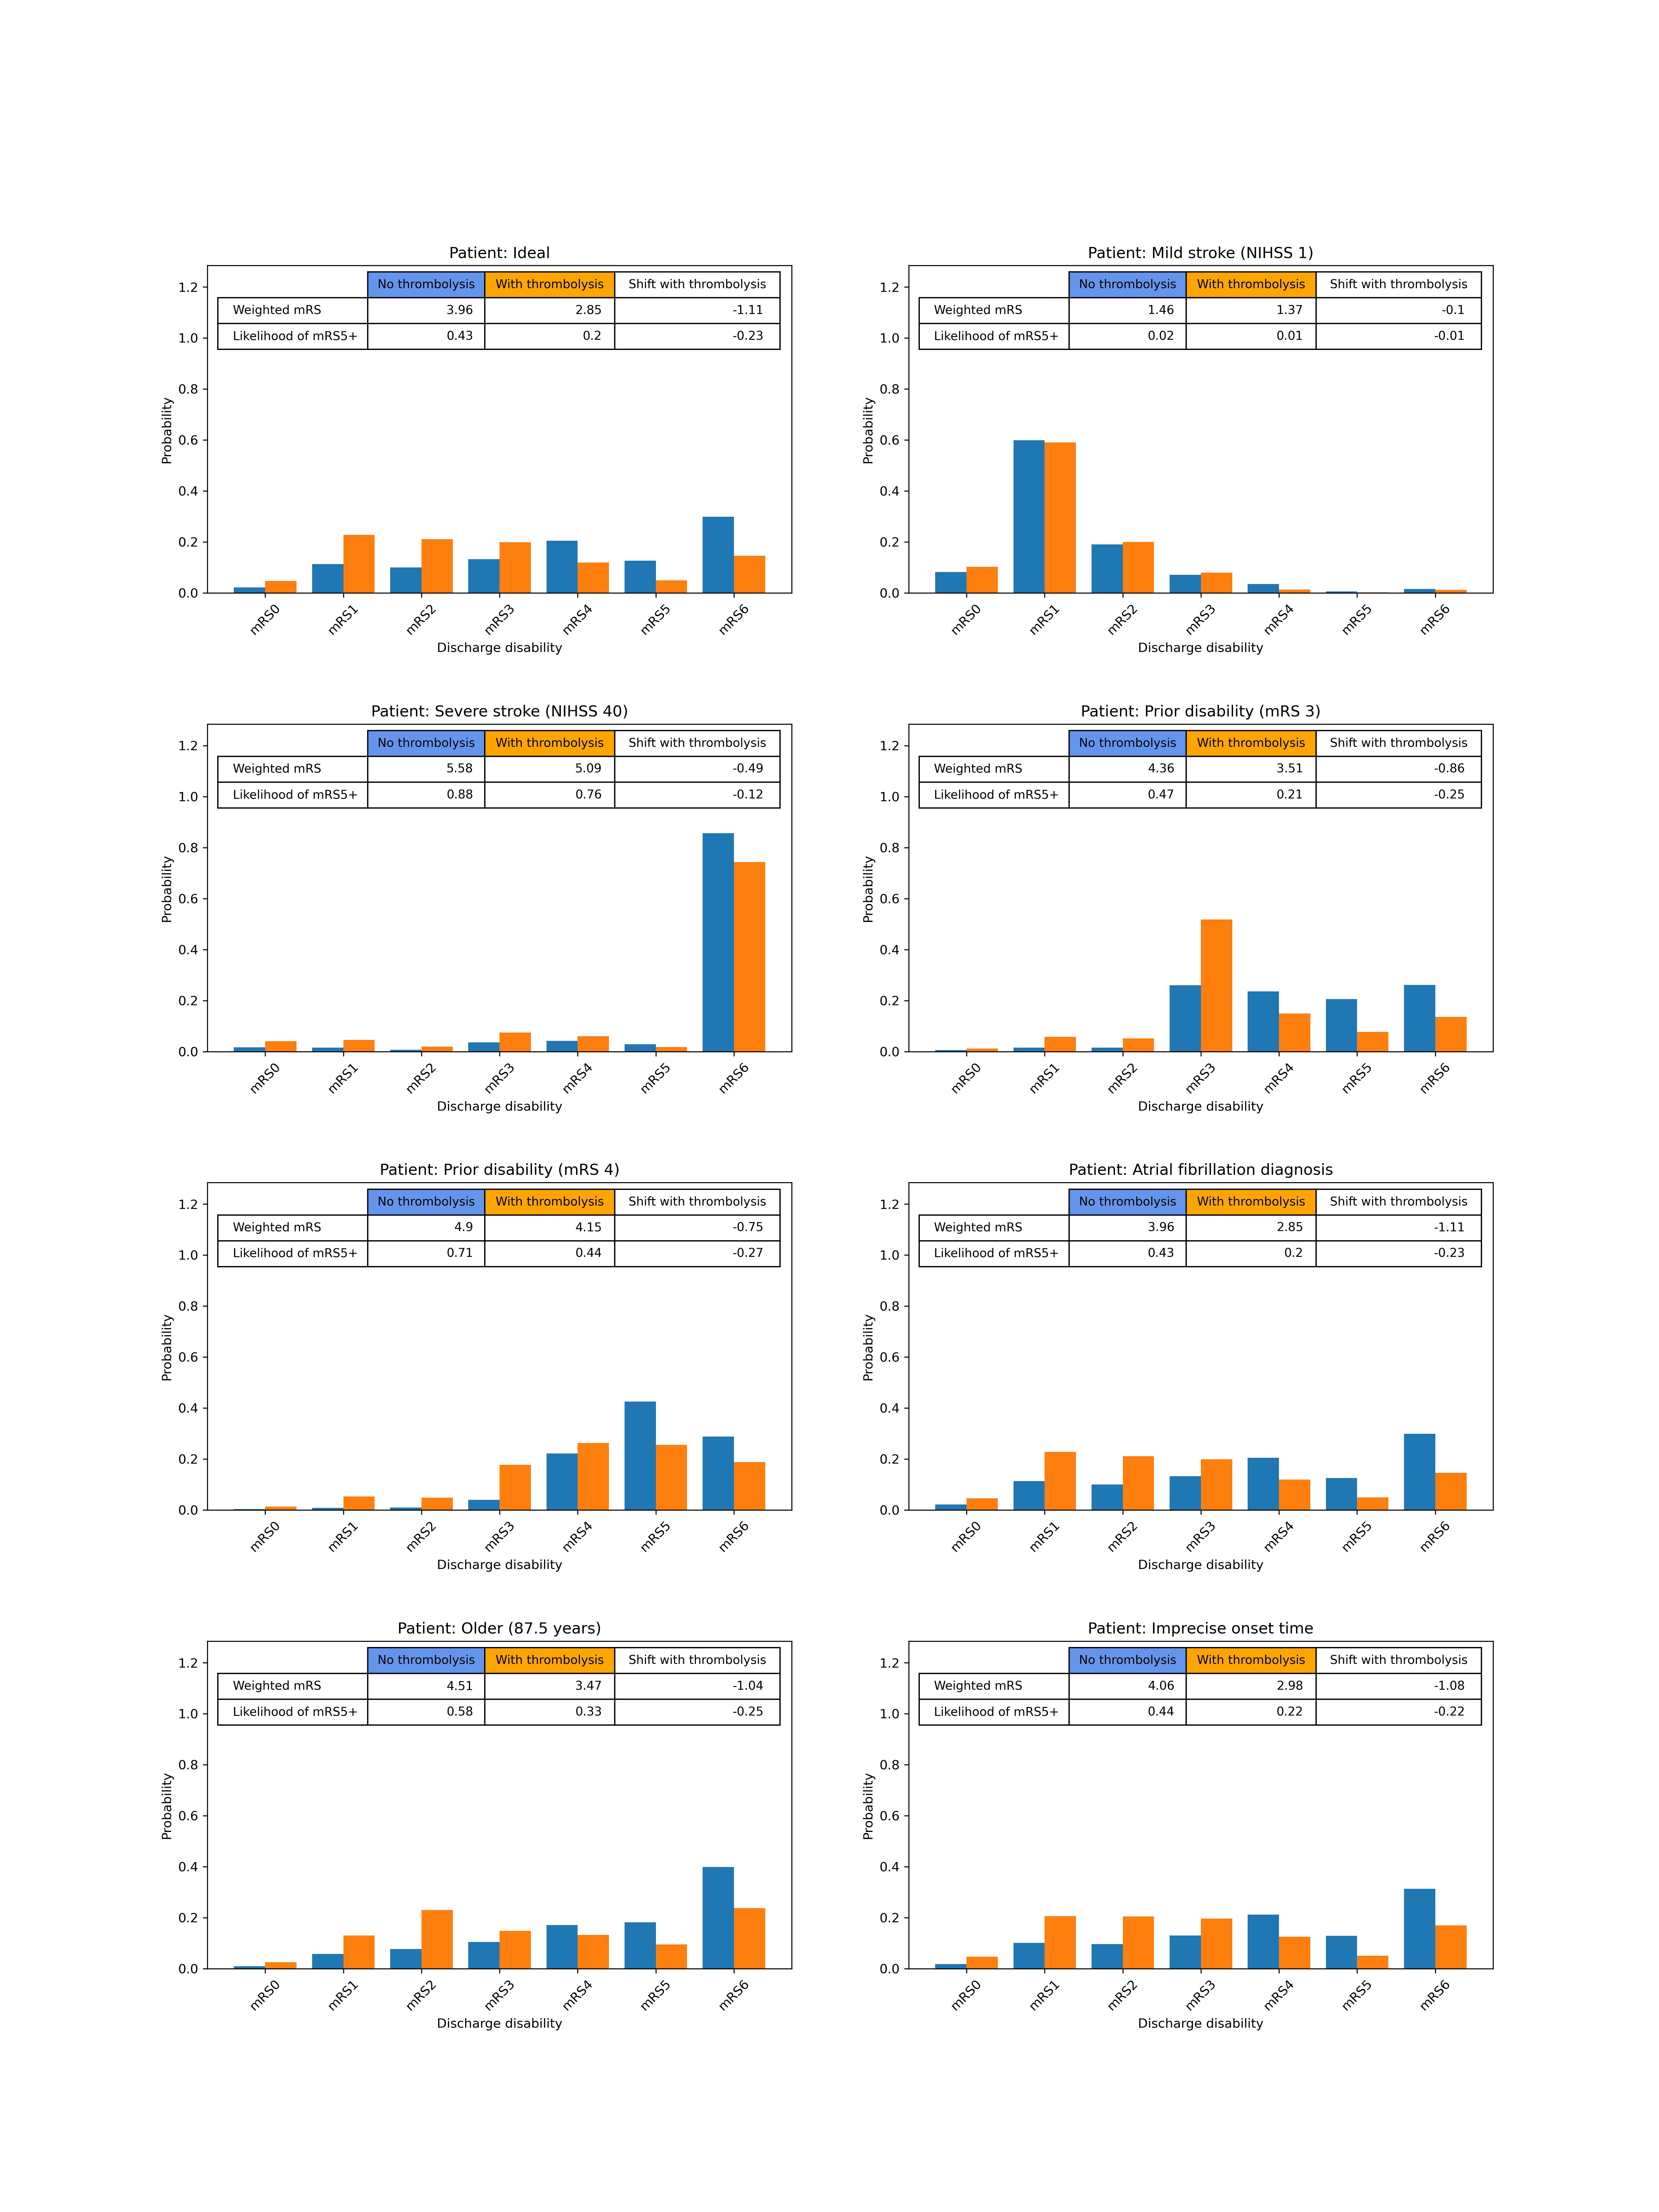 Patient: Ideal
No thrombolysis With thrombolysis Shift with thrombolysis
Weighted mRS 3.96 2.85 -1.11
Likelihood of mRS5+ 0.43 0.2 -0.23
1.2
1.0
0.8
0.6
0.4
0.2
0.0
Probability
mRS0 mRS1 mRS2 mRS3 mRS4 mRS5 mRS6
Discharge disability
Patient: Mild stroke (NIHSS 1)
No thrombolysis With thrombolysis Shift with thrombolysis
Weighted mRS 1.46 1.37 -0.1
Likelihood of mRS5+ 0.02 0.01 -0.01
1.2
1.0
0.8
0.6
0.4
0.2
0.0
Probability
mRS0 mRS1 mRS2 mRS3 mRS4 mRS5 mRS6
Discharge disability
Patient: Severe stroke (NIHSS 40)
No thrombolysis With thrombolysis Shift with thrombolysis
Weighted mRS 5.58 5.09 -0.49
Likelihood of mRS5+ 0.88 0.76 -0.12
1.2
1.0
0.8
0.6
0.4
0.2
0.0
Probability
mRS0 mRS1 mRS2 mRS3 mRS4 mRS5 mRS6
Discharge disability
Patient: Prior disability (mRS 3)
No thrombolysis With thrombolysis Shift with thrombolysis
Weighted mRS 4.36 3.51 -0.86
Likelihood of mRS5+ 0.47 0.21 -0.25
1.2
1.0
0.8
0.6
0.4
0.2
0.0
Probability
mRS0 mRS1 mRS2 mRS3 mRS4 mRS5 mRS6
Discharge disability
Patient: Prior disability (mRS 4)
No thrombolysis With thrombolysis Shift with thrombolysis
Weighted mRS 4.9 4.15 -0.75
Likelihood of mRS5+ 0.71 0.44 -0.27
1.2
1.0
0.8
0.6
0.4
0.2
0.0
Probability
mRS0 mRS1 mRS2 mRS3 mRS4 mRS5 mRS6
Discharge disability
Patient: Atrial fibrillation diagnosis
No thrombolysis With thrombolysis Shift with thrombolysis
Weighted mRS 3.96 2.85 -1.11
Likelihood of mRS5+ 0.43 0.2 -0.23
1.2
1.0
0.8
0.6
0.4
0.2
0.0
Probability
mRS0 mRS1 mRS2 mRS3 mRS4 mRS5 mRS6
Discharge disability
Patient: Older (87.5 years)
No thrombolysis With thrombolysis Shift with thrombolysis
Weighted mRS 4.51 3.47 -1.04
Likelihood of mRS5+ 0.58 0.33 -0.25
1.2
1.0
0.8
0.6
0.4
0.2
0.0
Probability
mRS0 mRS1 mRS2 mRS3 mRS4 mRS5 mRS6
Discharge disability
Patient: Imprecise onset time
No thrombolysis With thrombolysis Shift with thrombolysis
Weighted mRS 4.06 2.98 -1.08
Likelihood of mRS5+ 0.44 0.22 -0.22
1.2
1.0
0.8
0.6
0.4
0.2
0.0
Probability
mRS0 mRS1 mRS2 mRS3 mRS4 mRS5 mRS6
Discharge disability